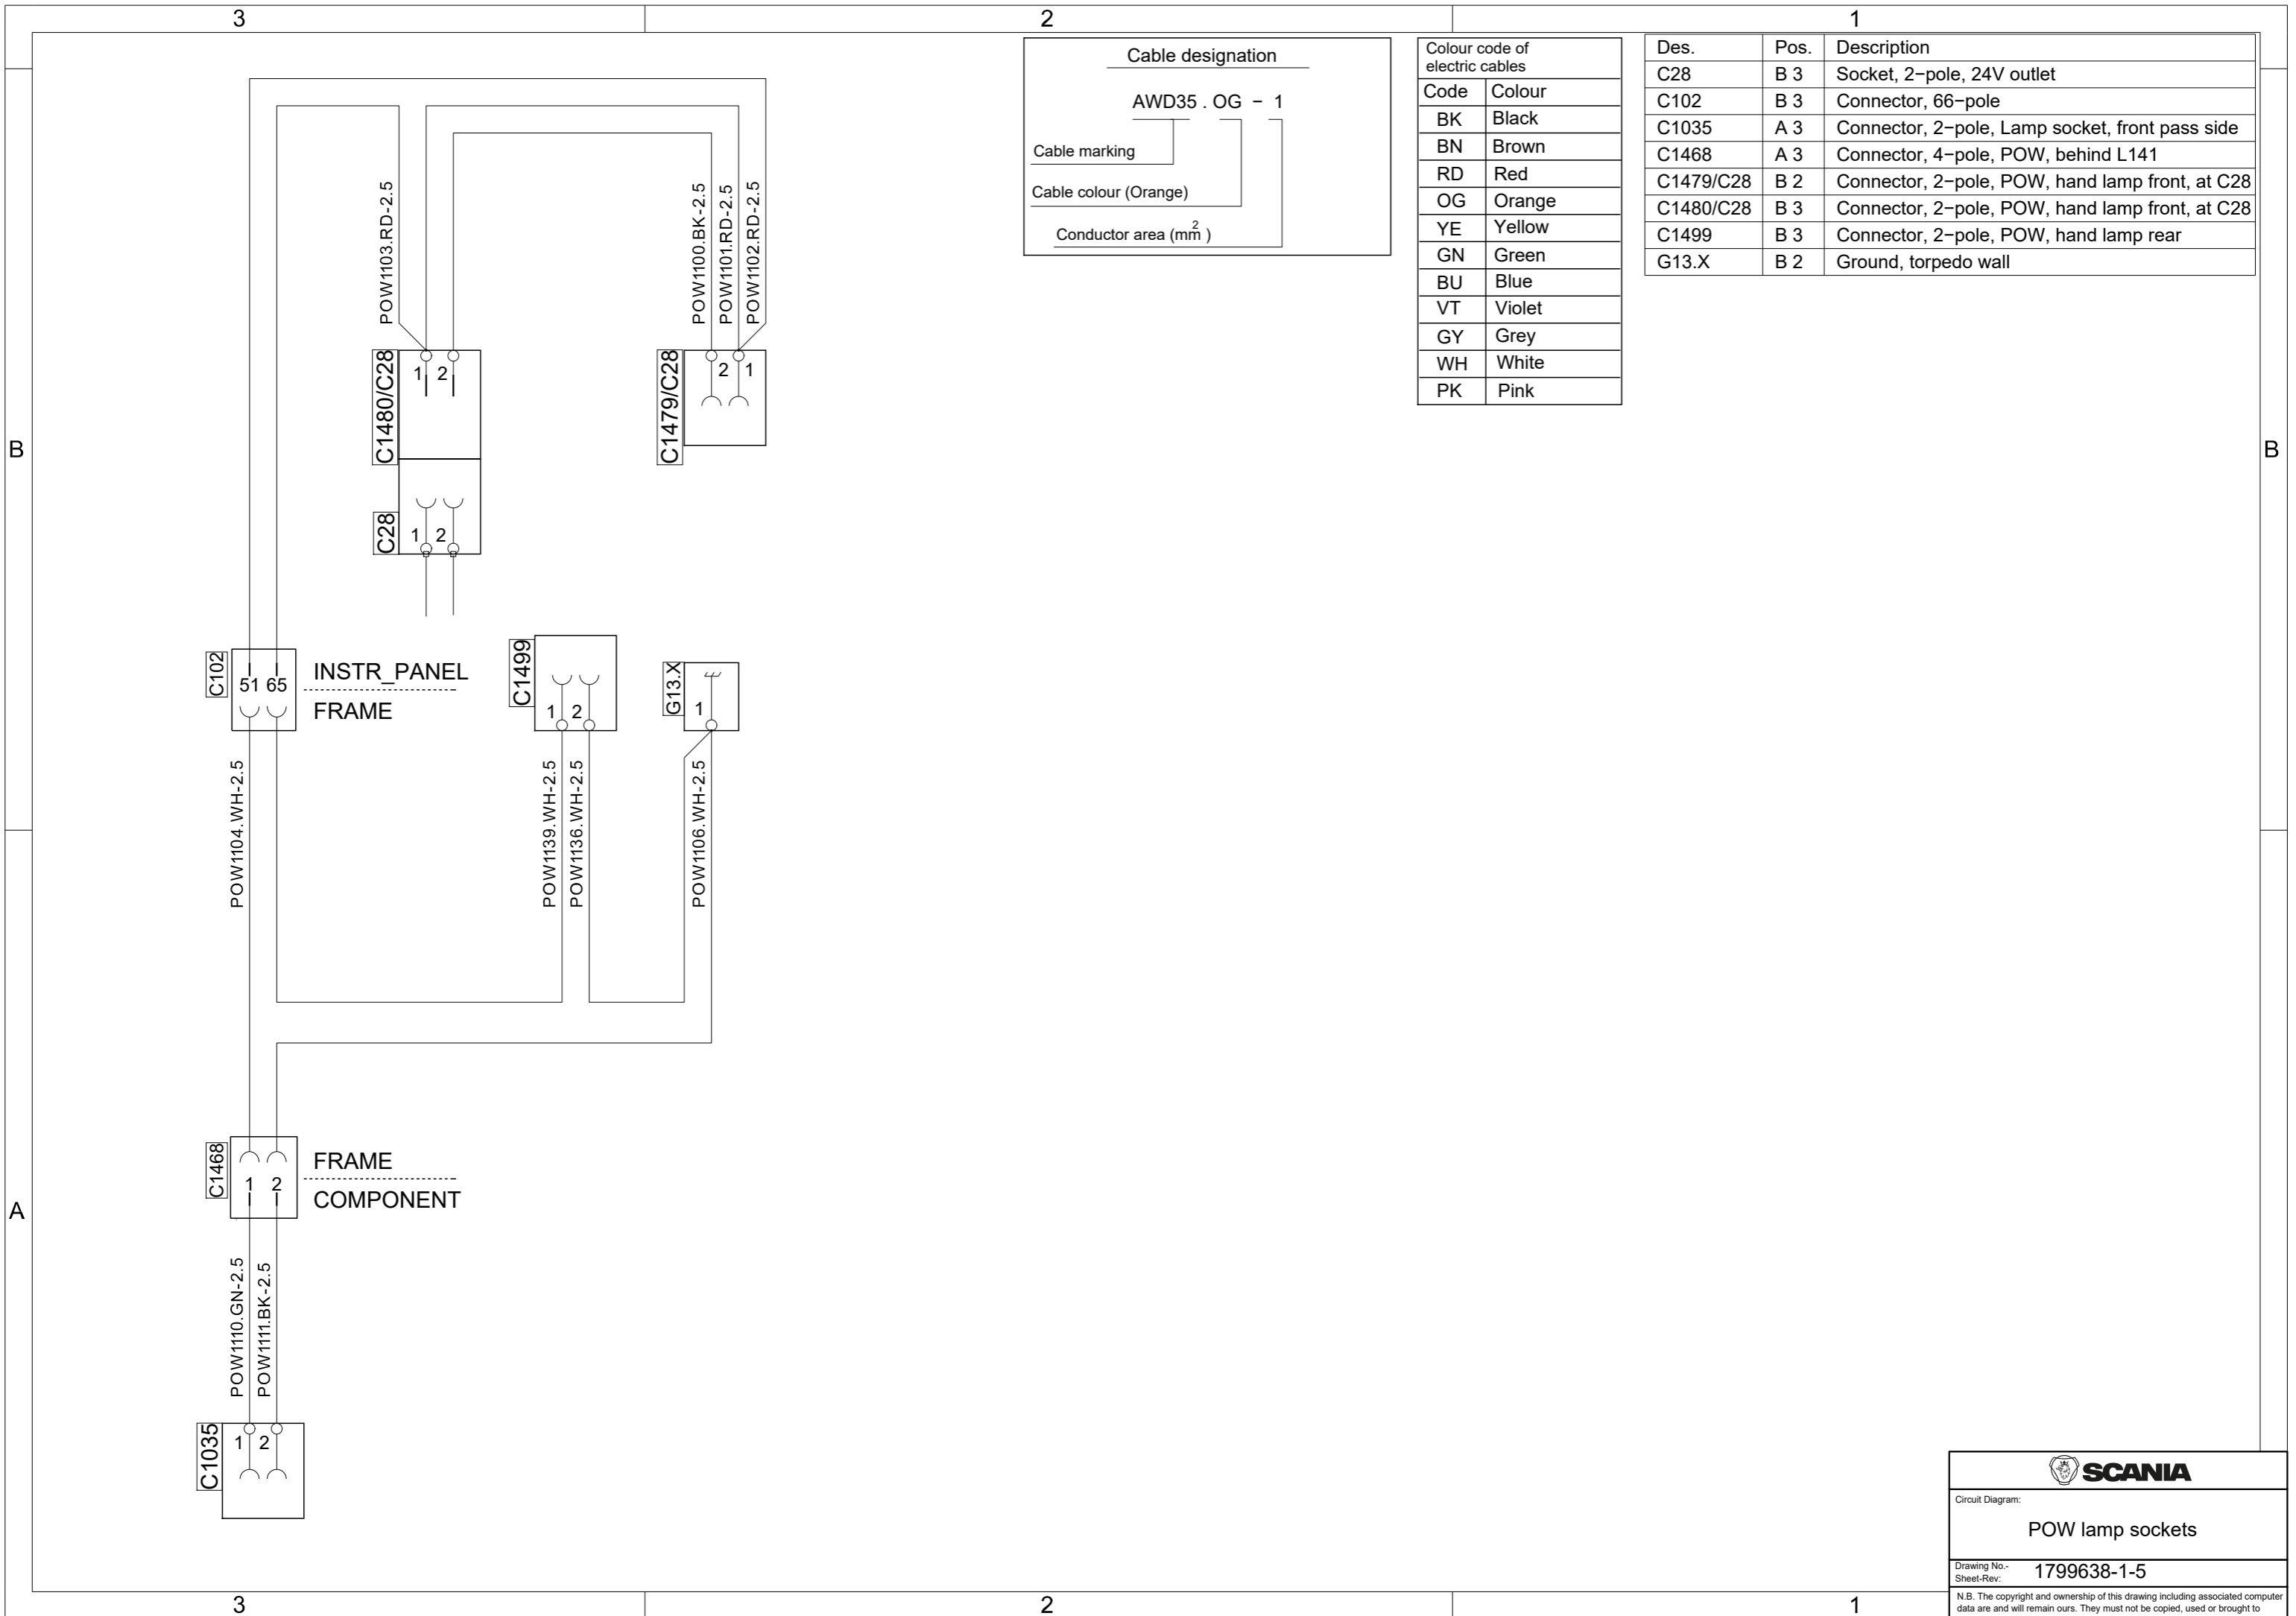 3 2 1
Cable designation
AWD35 . OG − 1
Cable marking
Cable colour (Orange)
Conductor area (mm2)
Colour code of
electric cables
Code Colour
BK Black
BN Brown
RD Red
OG Orange
YE Yellow
GN Green
BU Blue
VT Violet
GY Grey
WH White
PK Pink
Des. Pos. Description
C28 B 3 Socket, 2−pole, 24V outlet
C102 B 3 Connector, 66−pole
C1035 A 3 Connector, 2−pole, Lamp socket, front pass side
C1468 A 3 Connector, 4−pole, POW, behind L141
C1479/C28 B 2 Connector, 2−pole, POW, hand lamp front, at C28
C1480/C28 B 3 Connector, 2−pole, POW, hand lamp front, at C28
C1499 B 3 Connector, 2−pole, POW, hand lamp rear
G13.X B 2 Ground, torpedo wall
POW1103.RD-2.5
POW1100.BK-2.5
POW1101.RD-2.5
POW1102.RD-2.5
C1480/C28
1 2
C1479/C28
2 1
B B
C28
1 2
C102
51 65
INSTR_PANEL
FRAME
C1499
1 2
G13.X
1
POW1104.WH-2.5
POW1139.WH-2.5
POW1136.WH-2.5
POW1106.WH-2.5
C1468
1 2
FRAME
COMPONENT
A
POW1110.GN-2.5
POW1111.BK-2.5
C1035
1 2
SCANIA
Circuit Diagram:
POW lamp sockets
Drawing No.-
Sheet-Rev:
1799638-1-5
N.B. The copyright and ownership of this drawing including associated computer
data are and will remain ours. They must not be copied, used or brought to
3 2 1